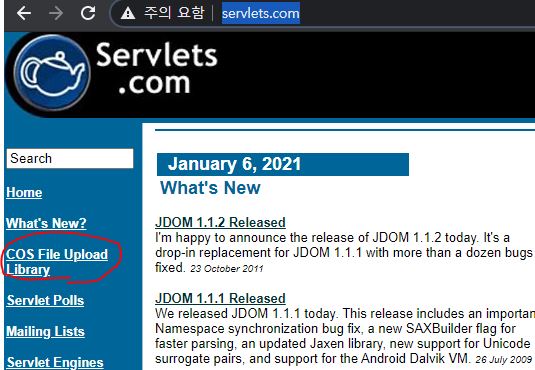 주의 요함 servlets.com
Servlets
.com
Search
Home
What's New?
COS File Upload
Library
Servlet Polls
Mailing Lists
Servlet Engines
January 6, 2021
What's New
JDOM 1.1.2 Released
I'm happy to announce the release of JDOM 1.1.2 today. It's a
drop-in replacement for JDOM 1.1.1 with more than a dozen bugs
fixed. 23 October 2011
JDOM 1.1.1 Released
We released JDOM 1.1.1 today. This release includes an importan
Namespace synchronization bug fix, a new SAXBuilder flag for
faster parsing, an updated Jaxen library, new support for Unicode
surrogate pairs, and support for the Android Dalvik VM. 26 July 2009